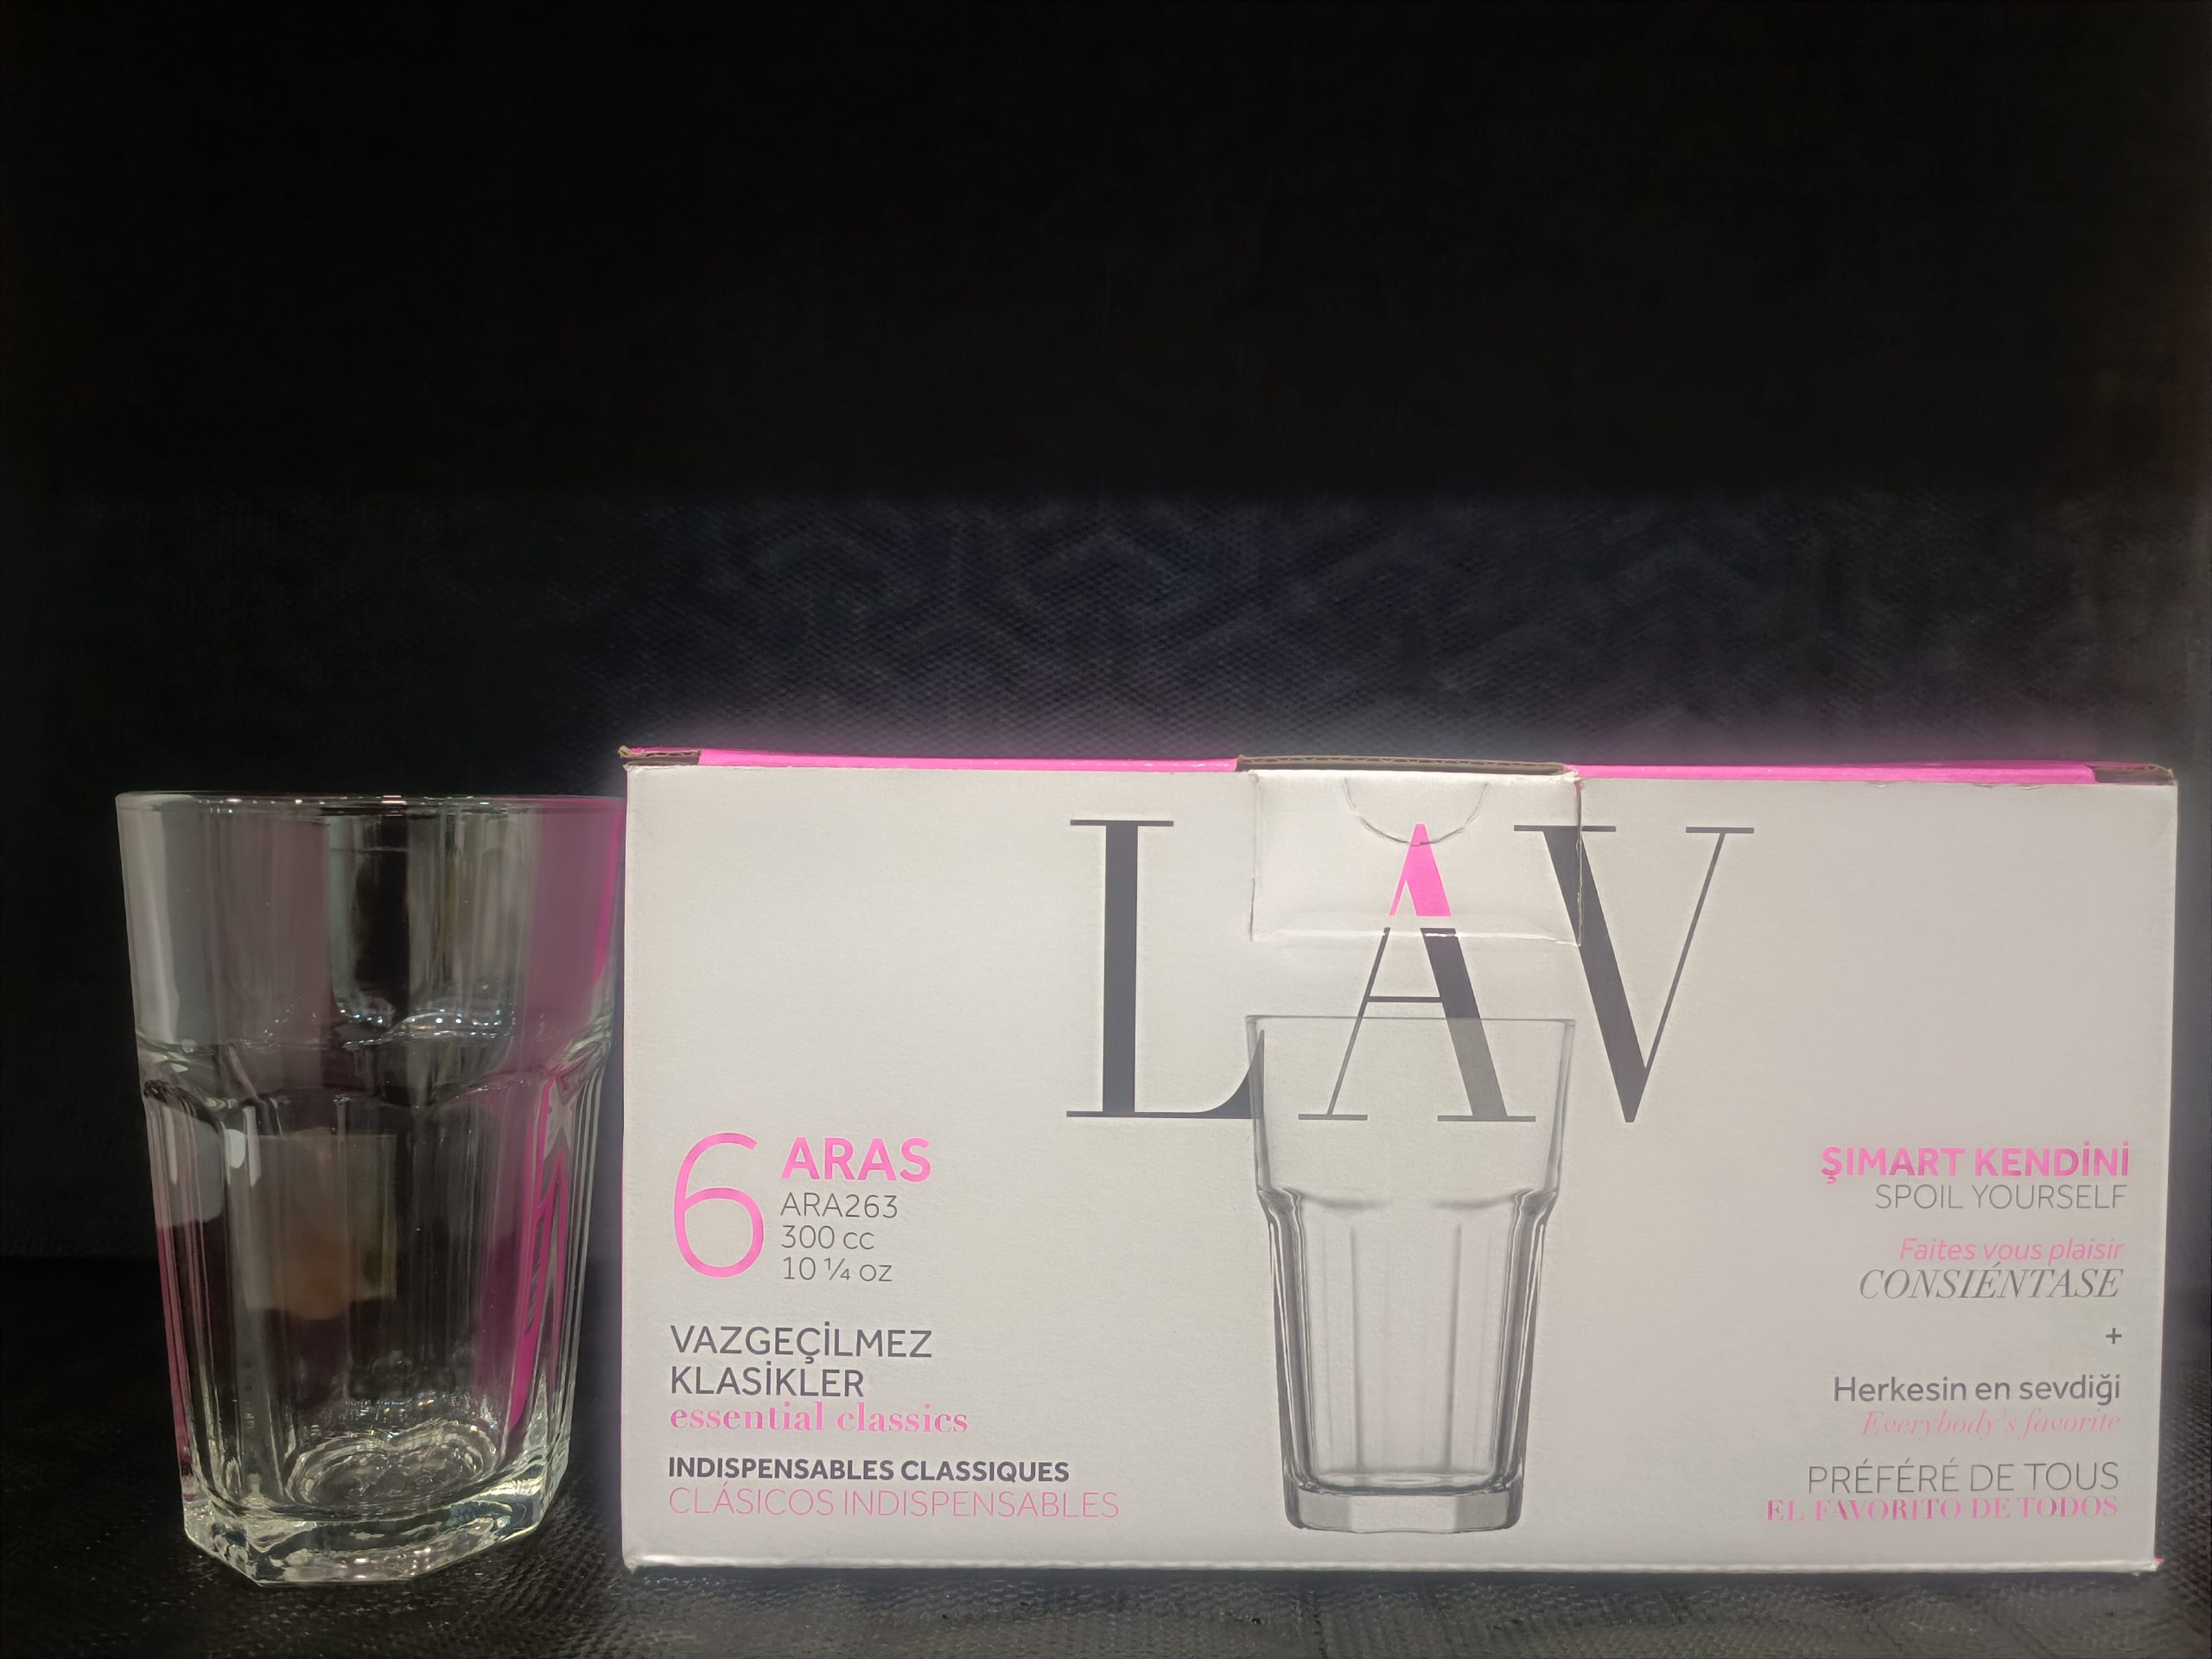 LAV
6 ARAS
ARA263
300 cc
10 ¼ oz
VAZGEÇİLMEZ
KLASİKLER
essential classics
INDISPENSABLES CLASSIQUES
CLÁSICOS INDISPENSABLES
ŞIMART KENDİNİ
SPOIL YOURSELF
Faites vous plaisir
CONSIÉNTASE
+
Herkesin en sevdiği
Everybody's favorite
PRÉFÉRÉ DE TOUS
EL FAVORITO DE TODOS